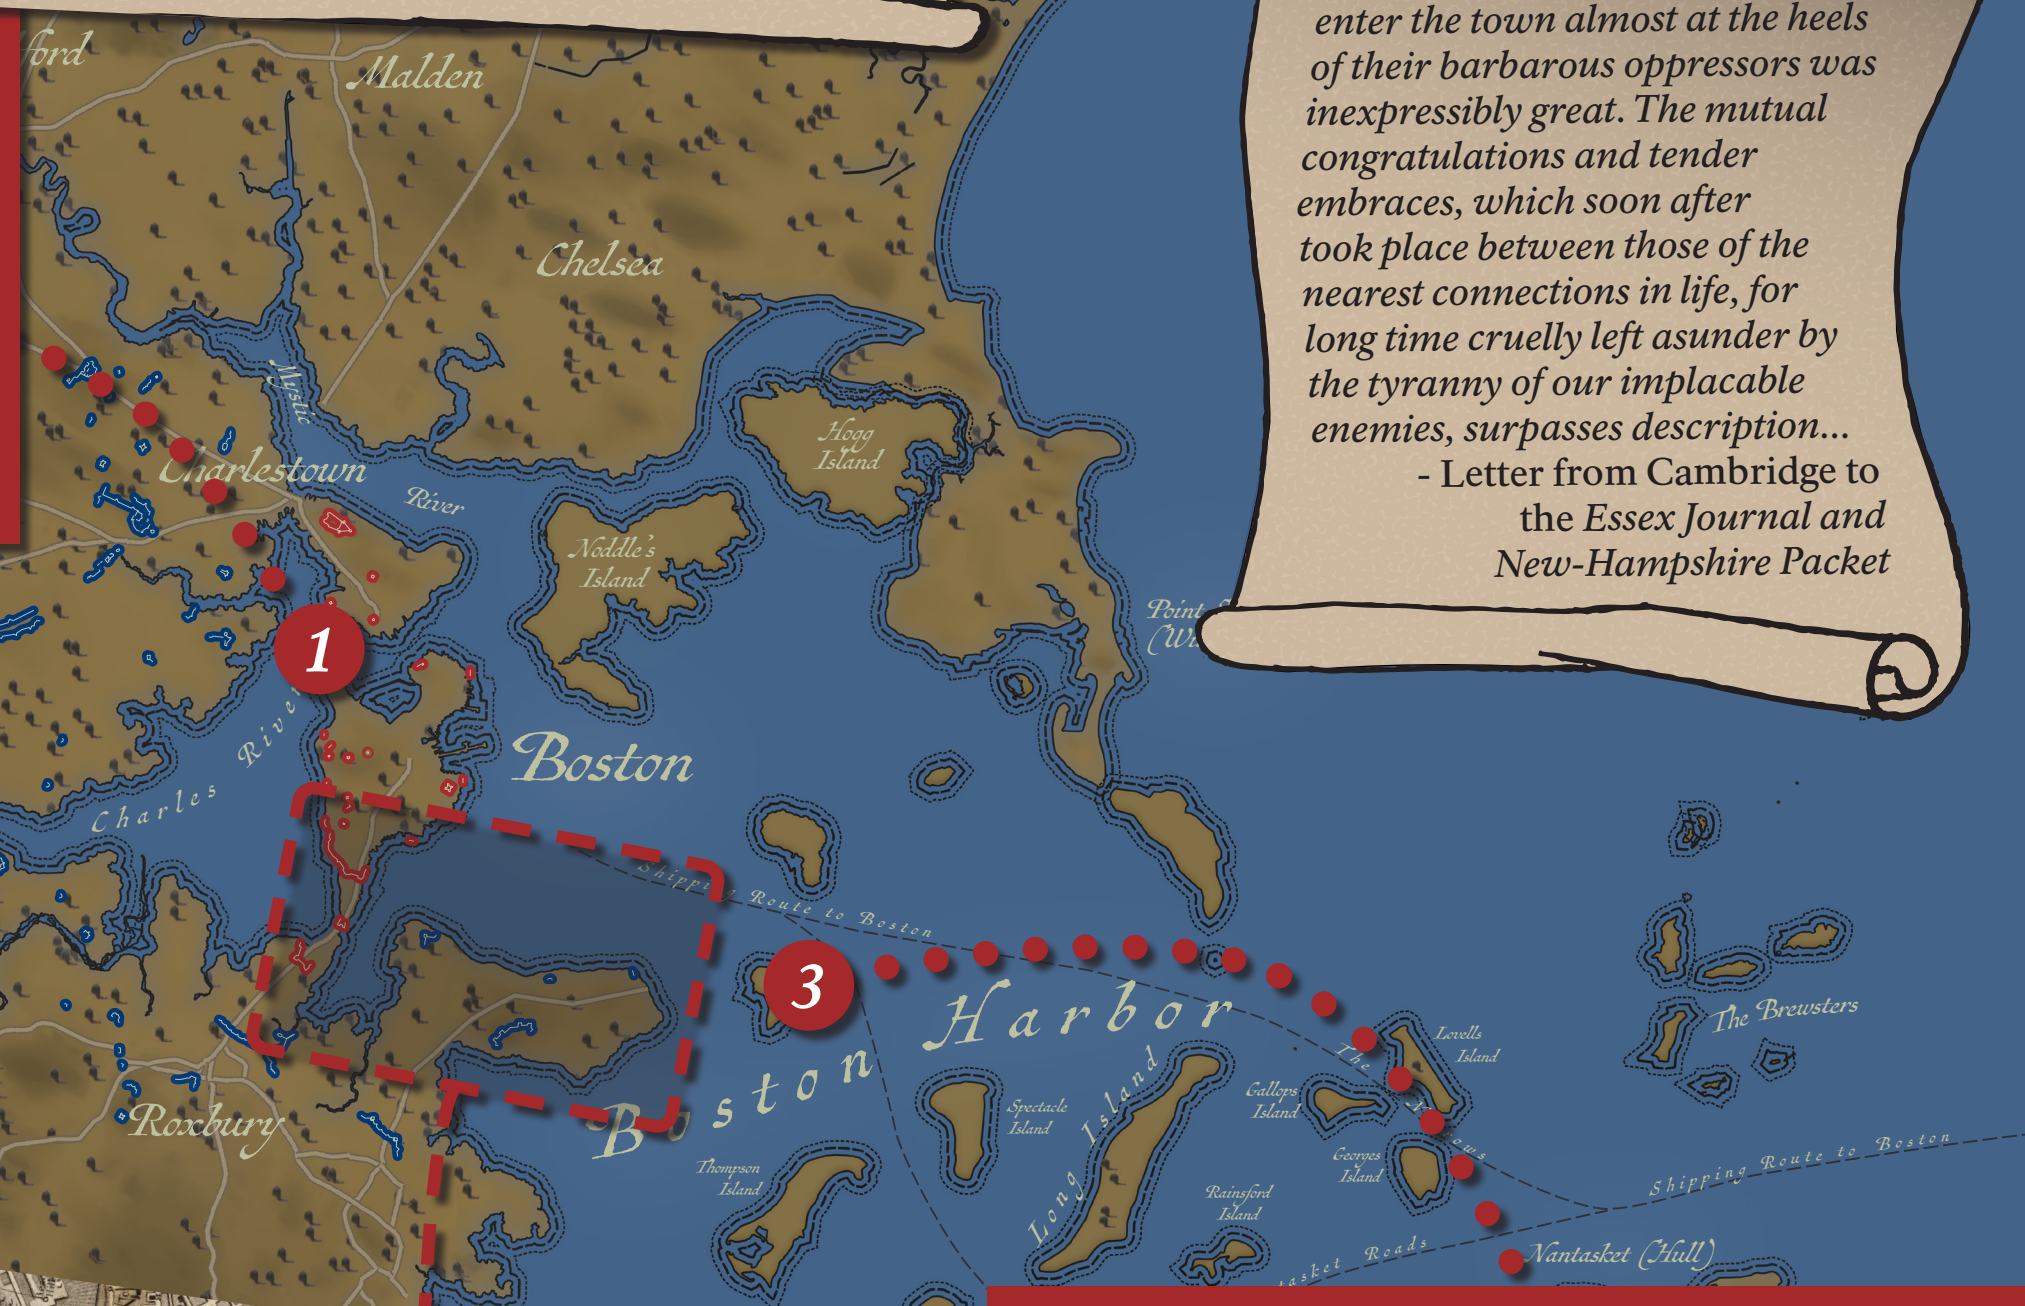 enter the town almost at the heels
of their barbarous oppressors was
inexpressibly great. The mutual
congratulations and tender
embraces, which soon after
took place between those of the
nearest connections in life, for
long time cruelly left asunder by
the tyranny of our implacable
enemies, surpasses description...
- Letter from Cambridge to
the Essex Journal and
New-Hampshire Packet
ford
Malden
Chelsea
Mystic
River
Charlestown
Hogg
Island
Noddle's
Island
Point
1
Boston
Charles River
Shipping Route to Boston
3
Boston Harbor
The Brewsters
Lovells
Island
The Narrows
Gallops
Island
Georges
Island
Spectacle
Island
Long Island
Thompson
Island
Rainsford
Island
Roxbury
Shipping Route to Boston
Roads
Nantasket (Hull)